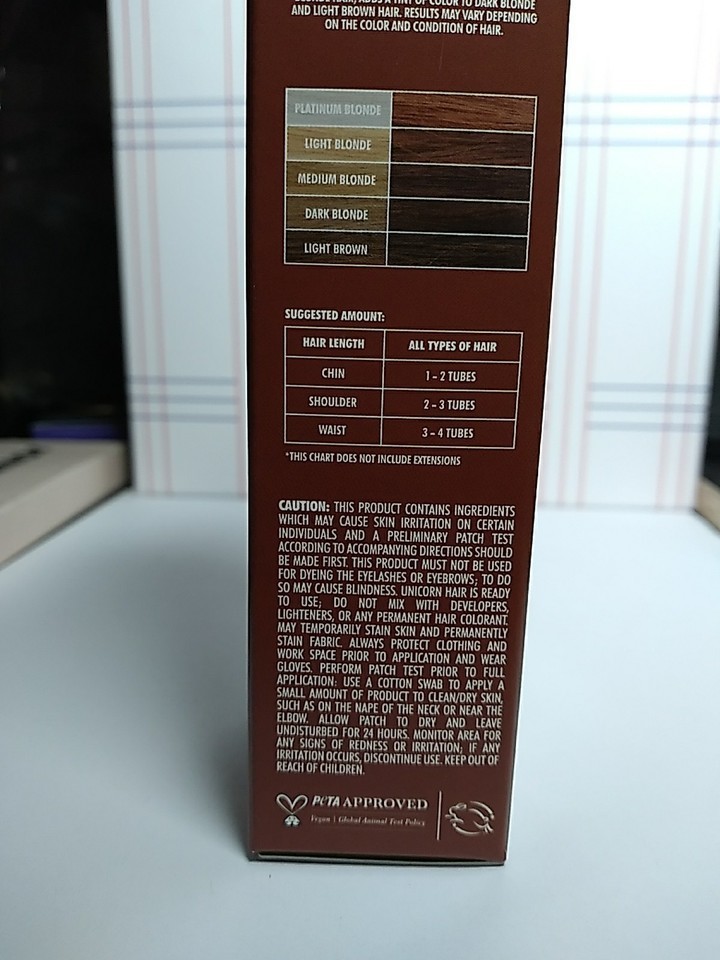 BLONDE HAIR, ADDS A TINT OF COLOR TO DARK BLONDE
AND LIGHT BROWN HAIR. RESULTS MAY VARY DEPENDING
ON THE COLOR AND CONDITION OF HAIR.
PLATINUM BLONDE
LIGHT BLONDE
MEDIUM BLONDE
DARK BLONDE
LIGHT BROWN
SUGGESTED AMOUNT:
HAIR LENGTH ALL TYPES OF HAIR
CHIN 1 – 2 TUBES
SHOULDER 2 – 3 TUBES
WAIST 3 – 4 TUBES
*THIS CHART DOES NOT INCLUDE EXTENSIONS
CAUTION: THIS PRODUCT CONTAINS INGREDIENTS
WHICH MAY CAUSE SKIN IRRITATION ON CERTAIN
INDIVIDUALS AND A PRELIMINARY PATCH TEST
ACCORDING TO ACCOMPANYING DIRECTIONS SHOULD
BE MADE FIRST. THIS PRODUCT MUST NOT BE USED
FOR DYEING THE EYELASHES OR EYEBROWS; TO DO
SO MAY CAUSE BLINDNESS. UNICORN HAIR IS READY
TO USE; DO NOT MIX WITH DEVELOPERS,
LIGHTENERS, OR ANY PERMANENT HAIR COLORANT.
MAY TEMPORARILY STAIN SKIN AND PERMANENTLY
STAIN FABRIC. ALWAYS PROTECT CLOTHING AND
WORK SPACE PRIOR TO APPLICATION AND WEAR
GLOVES. PERFORM PATCH TEST PRIOR TO FULL
APPLICATION: USE A COTTON SWAB TO APPLY A
SMALL AMOUNT OF PRODUCT TO CLEAN/DRY SKIN,
SUCH AS ON THE NAPE OF THE NECK OR NEAR THE
ELBOW. ALLOW PATCH TO DRY AND LEAVE
UNDISTURBED FOR 24 HOURS. MONITOR AREA FOR
ANY SIGNS OF REDNESS OR IRRITATION; IF ANY
IRRITATION OCCURS, DISCONTINUE USE. KEEP OUT OF
REACH OF CHILDREN.
PETA APPROVED
Vegan | Global Animal Test Policy